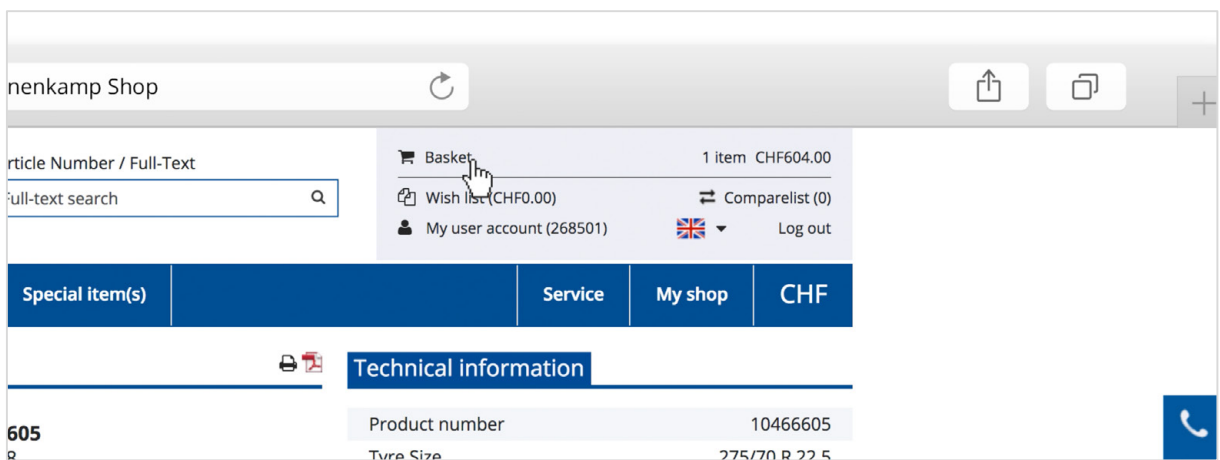 nenkamp Shop
rticle Number / Full-Text
Full-text search
Basket 1 item CHF604.00
Wish list (CHF0.00) Comparelist (0)
My user account (268501) Log out
Special item(s) Service My shop CHF
Technical information
605
Product number 10466605
R
Tyre Size 275/70 R 22.5